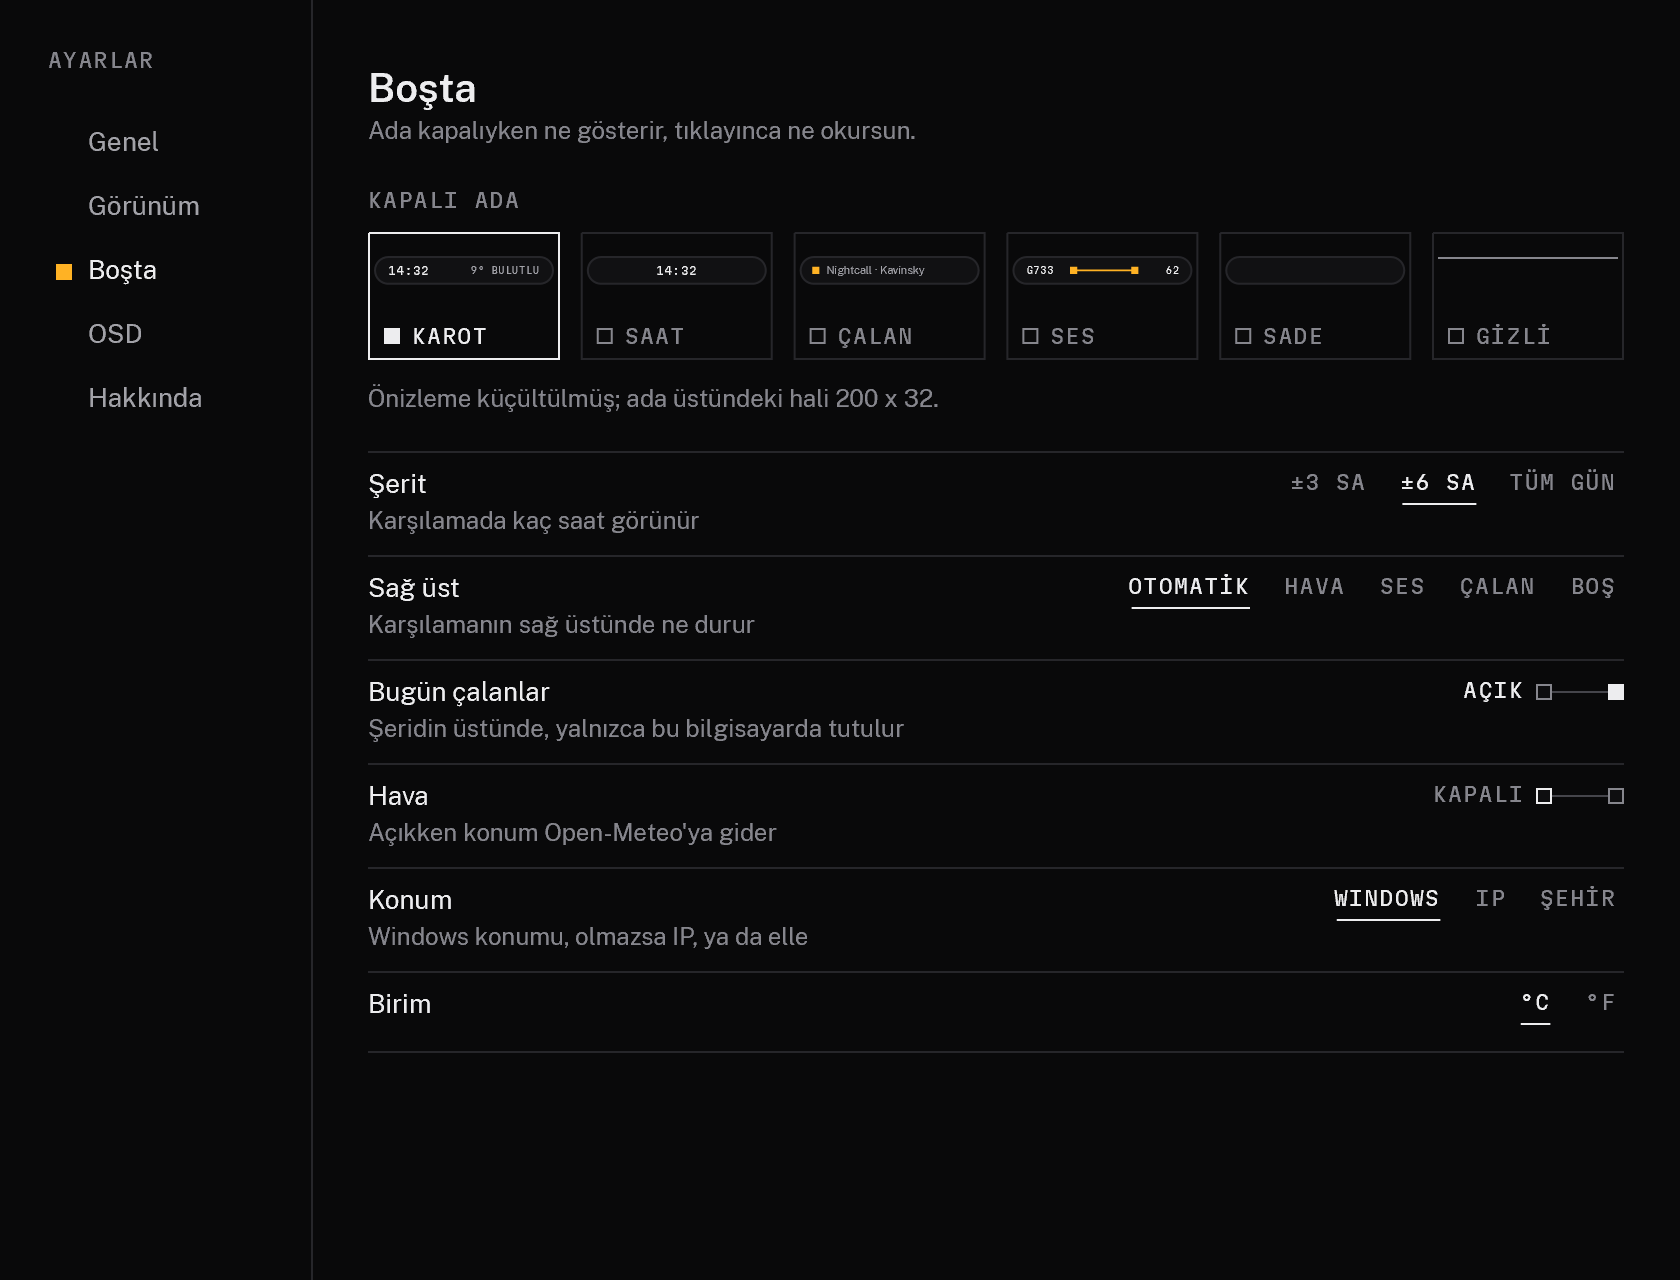 AYARLAR
Genel
Görünüm
Boşta
OSD
Hakkında
Boşta
Ada kapalıyken ne gösterir, tıklayınca ne okursun.
KAPALI ADA
14:32 9° BULUTLU
KAROT
14:32
SAAT
Nightcall · Kavinsky
ÇALAN
G733 62
SES
SADE
GİZLİ
Önizleme küçültülmüş; ada üstündeki hali 200 x 32.
Şerit
Karşılamada kaç saat görünür
±3 SA ±6 SA TÜM GÜN
Sağ üst
Karşılamanın sağ üstünde ne durur
OTOMATİK HAVA SES ÇALAN BOŞ
Bugün çalanlar
Şeridin üstünde, yalnızca bu bilgisayarda tutulur
AÇIK
Hava
Açıkken konum Open-Meteo'ya gider
KAPALI
Konum
Windows konumu, olmazsa IP, ya da elle
WINDOWS IP ŞEHİR
Birim
°C °F